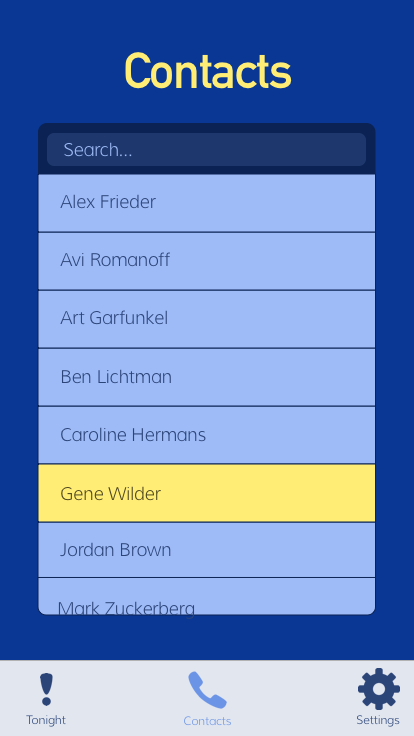 Contacts
Search...
Alex Frieder
Avi Romanoff
Art Garfunkel
Ben Lichtman
Caroline Hermans
Gene Wilder
Jordan Brown
Mark Zuckerberg
Tonight
Contacts
Settings